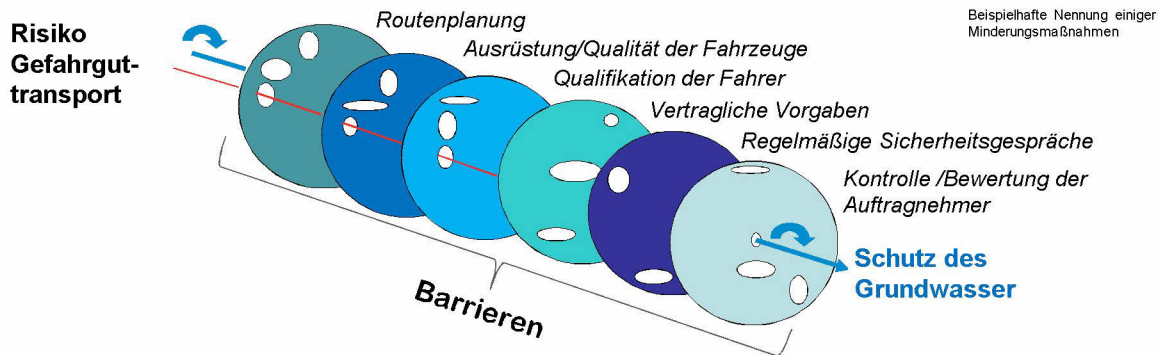 Risiko
Gefahrgut-
transport
Routenplanung
Ausrüstung/Qualität der Fahrzeuge
Qualifikation der Fahrer
Vertragliche Vorgaben
Regelmäßige Sicherheitsgespräche
Kontrolle /Bewertung der
Auftragnehmer
Beispielhafte Nennung einiger
Minderungsmaßnahmen
Barrieren
Schutz des
Grundwasser